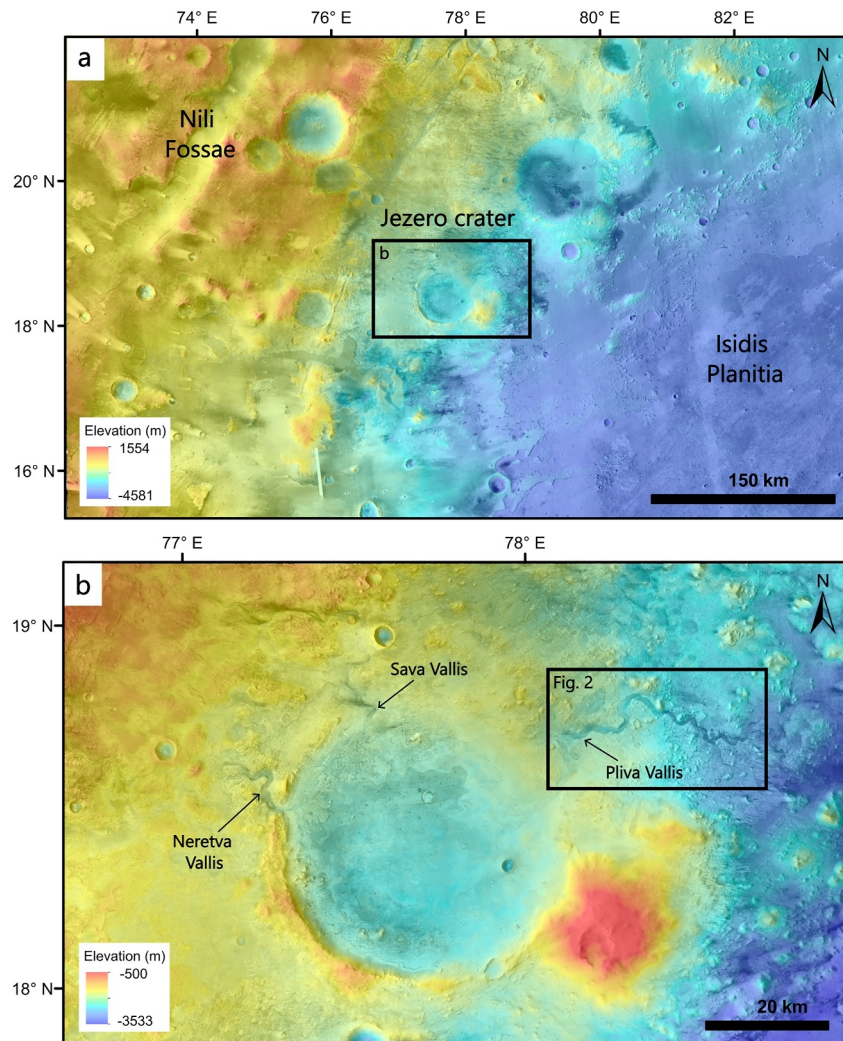 74° E 76° E 78° E 80° E 82° E
a
N
Nili
Fossae
20° N
Jezero crater
b
18° N
Isidis
Planitia
Elevation (m)
1554
-4581
16° N
150 km
77° E 78° E
b
N
19° N
Sava Vallis
Fig. 2
Pliva Vallis
Neretva
Vallis
Elevation (m)
-500
-3533
18° N
20 km